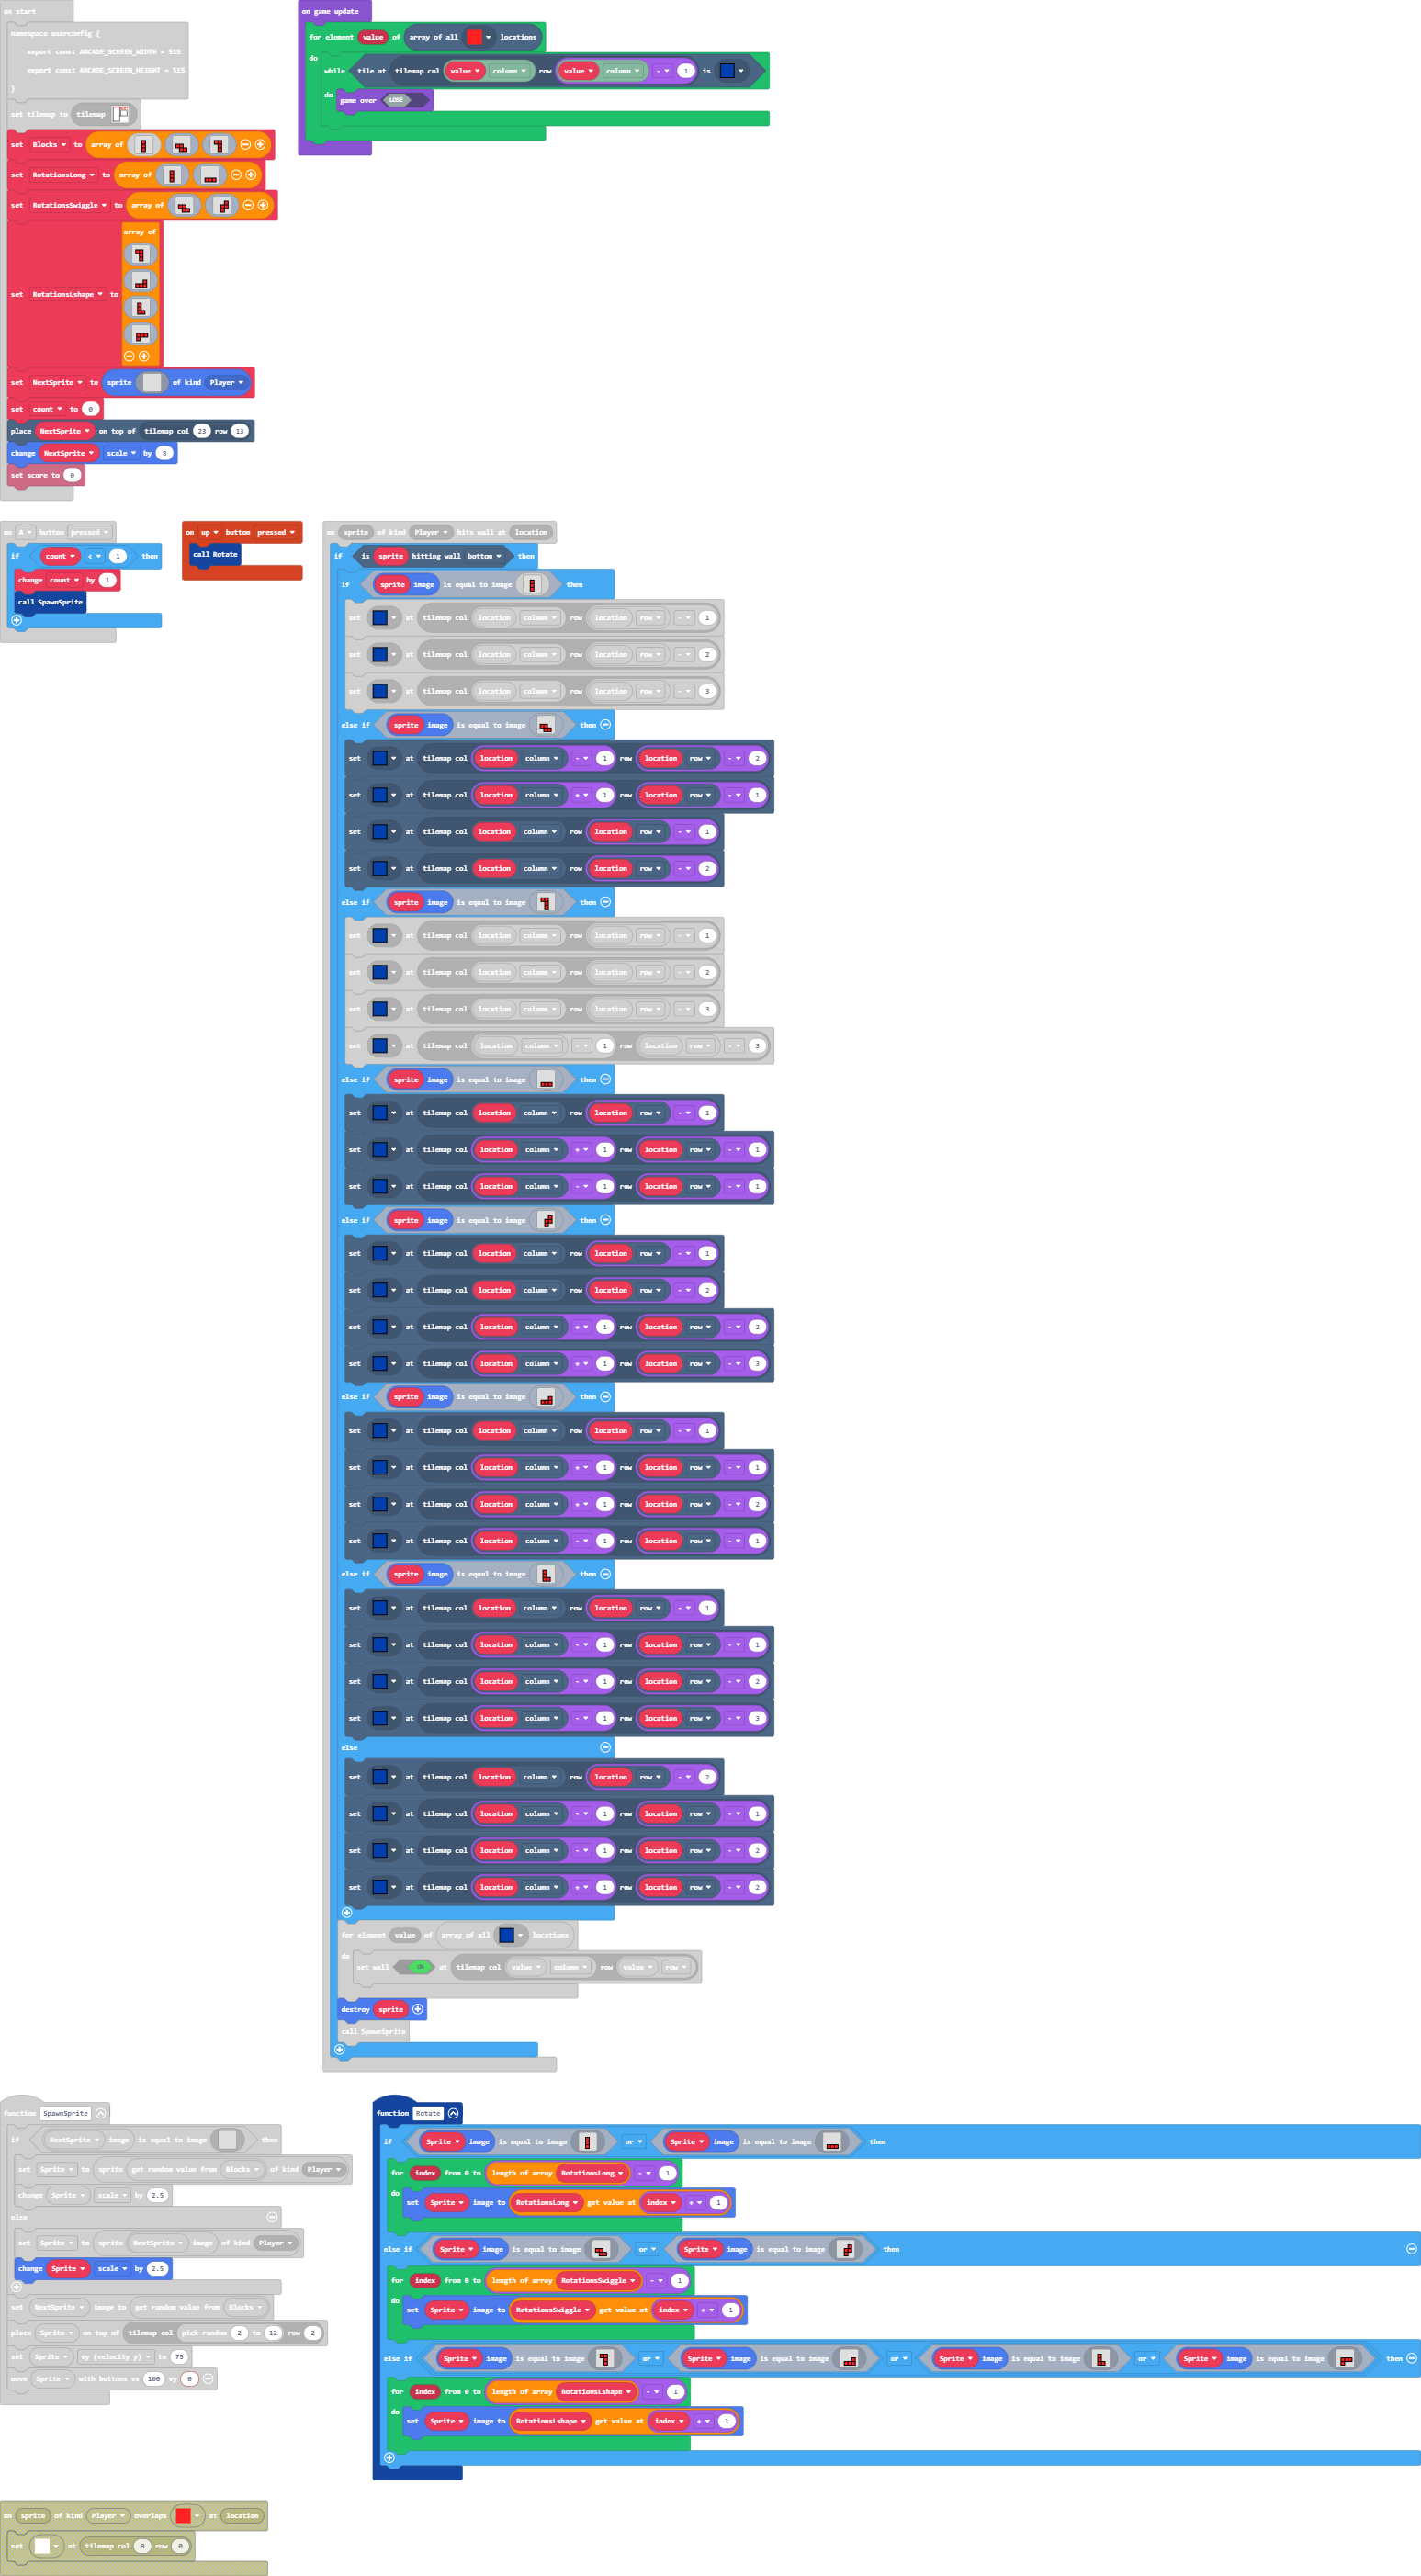 on start
namespace userconfig {
export const ARCADE_SCREEN_WIDTH = 515
export const ARCADE_SCREEN_HEIGHT = 515
}
set tilemap to tilemap
set Blocks to array of
set RotationsLong to array of
set RotationsSwiggle to array of
array of
set RotationsLshape to
set NextSprite to sprite of kind Player
set count to 0
place NextSprite on top of tilemap col 23 row 13
change NextSprite scale by 8
set score to 0
on game update
for element value of array of all locations
do
while tile at tilemap col value column row value column - 1 is
do
game over LOSE
on A button pressed
if count < 1 then
change count by 1
call SpawnSprite
on up button pressed
call Rotate
on sprite of kind Player hits wall at location
if is sprite hitting wall bottom then
if sprite image is equal to image then
set at tilemap col location column row location row - 1
set at tilemap col location column row location row - 2
set at tilemap col location column row location row - 3
else if sprite image is equal to image then
set at tilemap col location column - 1 row location row - 2
set at tilemap col location column + 1 row location row - 1
set at tilemap col location column row location row - 1
set at tilemap col location column row location row - 2
else if sprite image is equal to image then
set at tilemap col location column row location row - 1
set at tilemap col location column row location row - 2
set at tilemap col location column row location row - 3
set at tilemap col location column - 1 row location row - 3
else if sprite image is equal to image then
set at tilemap col location column row location row - 1
set at tilemap col location column + 1 row location row - 1
set at tilemap col location column - 1 row location row - 1
else if sprite image is equal to image then
set at tilemap col location column row location row - 1
set at tilemap col location column row location row - 2
set at tilemap col location column + 1 row location row - 2
set at tilemap col location column + 1 row location row - 3
else if sprite image is equal to image then
set at tilemap col location column row location row - 1
set at tilemap col location column + 1 row location row - 1
set at tilemap col location column + 1 row location row - 2
set at tilemap col location column - 1 row location row - 1
else if sprite image is equal to image then
set at tilemap col location column row location row - 1
set at tilemap col location column - 1 row location row - 1
set at tilemap col location column - 1 row location row - 2
set at tilemap col location column - 1 row location row - 3
else
set at tilemap col location column row location row - 2
set at tilemap col location column - 1 row location row - 1
set at tilemap col location column - 1 row location row - 2
set at tilemap col location column + 1 row location row - 2
for element value of array of all locations
do
set wall ON at tilemap col value column row value row
destroy sprite
call SpawnSprite
function SpawnSprite
if NextSprite image is equal to image then
set Sprite to sprite get random value from Blocks of kind Player
change Sprite scale by 2.5
else
set Sprite to sprite NextSprite image of kind Player
change Sprite scale by 2.5
set NextSprite image to get random value from Blocks
place Sprite on top of tilemap col pick random 2 to 12 row 2
set Sprite vy (velocity y) to 75
move Sprite with buttons vx 100 vy 0
function Rotate
if Sprite image is equal to image or Sprite image is equal to image then
for index from 0 to length of array RotationsLong - 1
do
set Sprite image to RotationsLong get value at index + 1
else if Sprite image is equal to image or Sprite image is equal to image then
for index from 0 to length of array RotationsSwiggle - 1
do
set Sprite image to RotationsSwiggle get value at index + 1
else if Sprite image is equal to image or Sprite image is equal to image or Sprite image is equal to image or Sprite image is equal to image then
for index from 0 to length of array RotationsLshape - 1
do
set Sprite image to RotationsLshape get value at index + 1
on sprite of kind Player overlaps at location
set at tilemap col 0 row 0